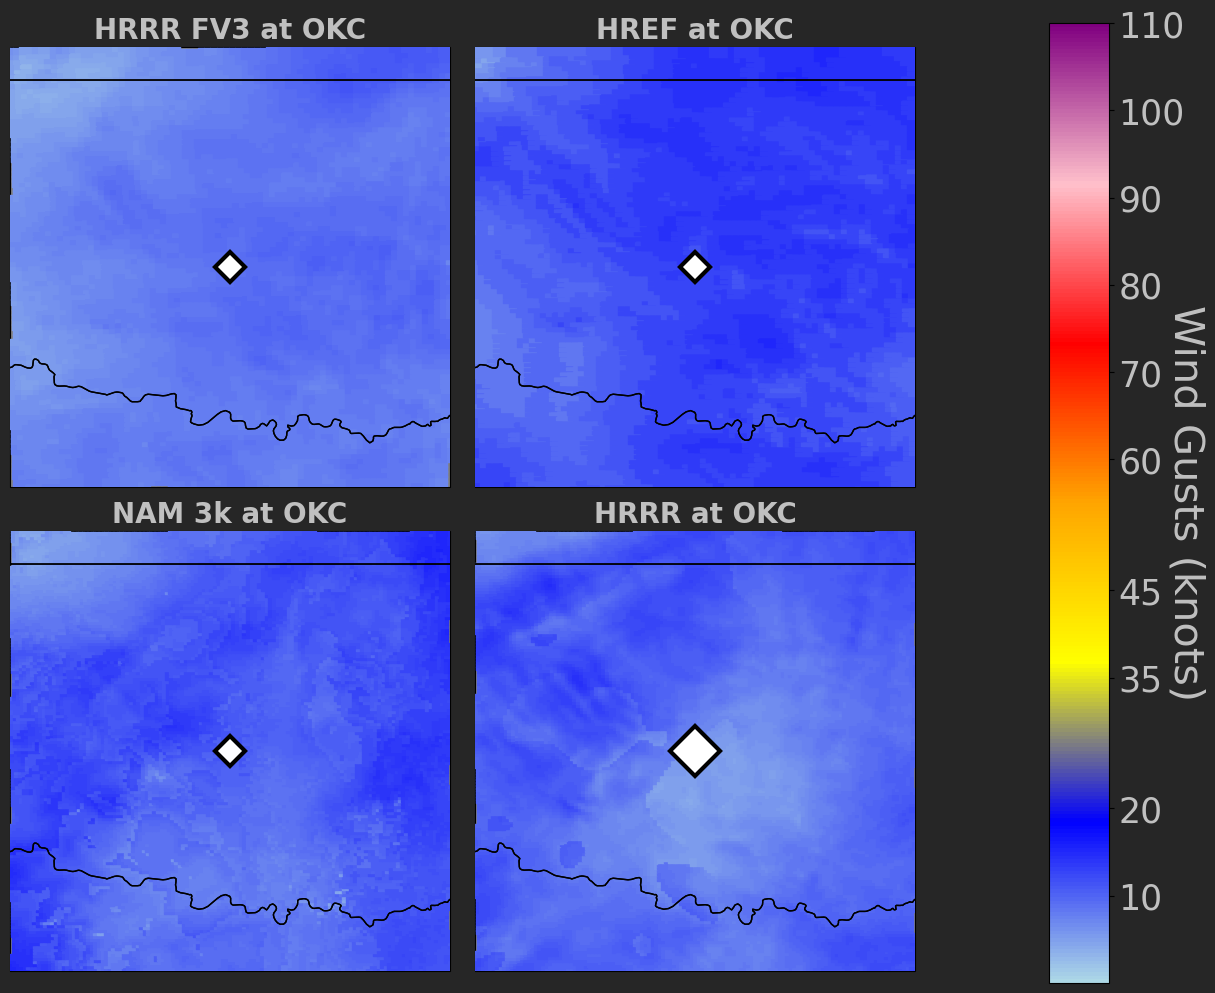 HRRR FV3 at OKC
HREF at OKC
NAM 3k at OKC
HRRR at OKC
110
100
90
80
70
60
45
35
20
10
Wind Gusts (knots)